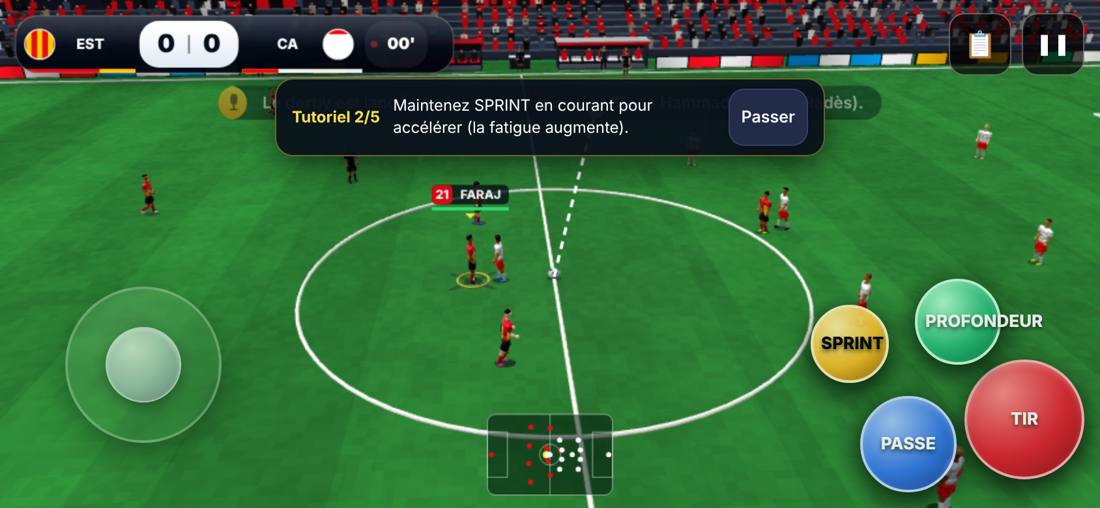 EST
0 | 0
CA
00'
Tutoriel 2/5
Maintenez SPRINT en courant pour
accélérer (la fatigue augmente).
Passer
21 FARAJ
SPRINT
PROFONDEUR
PASSE
TIR